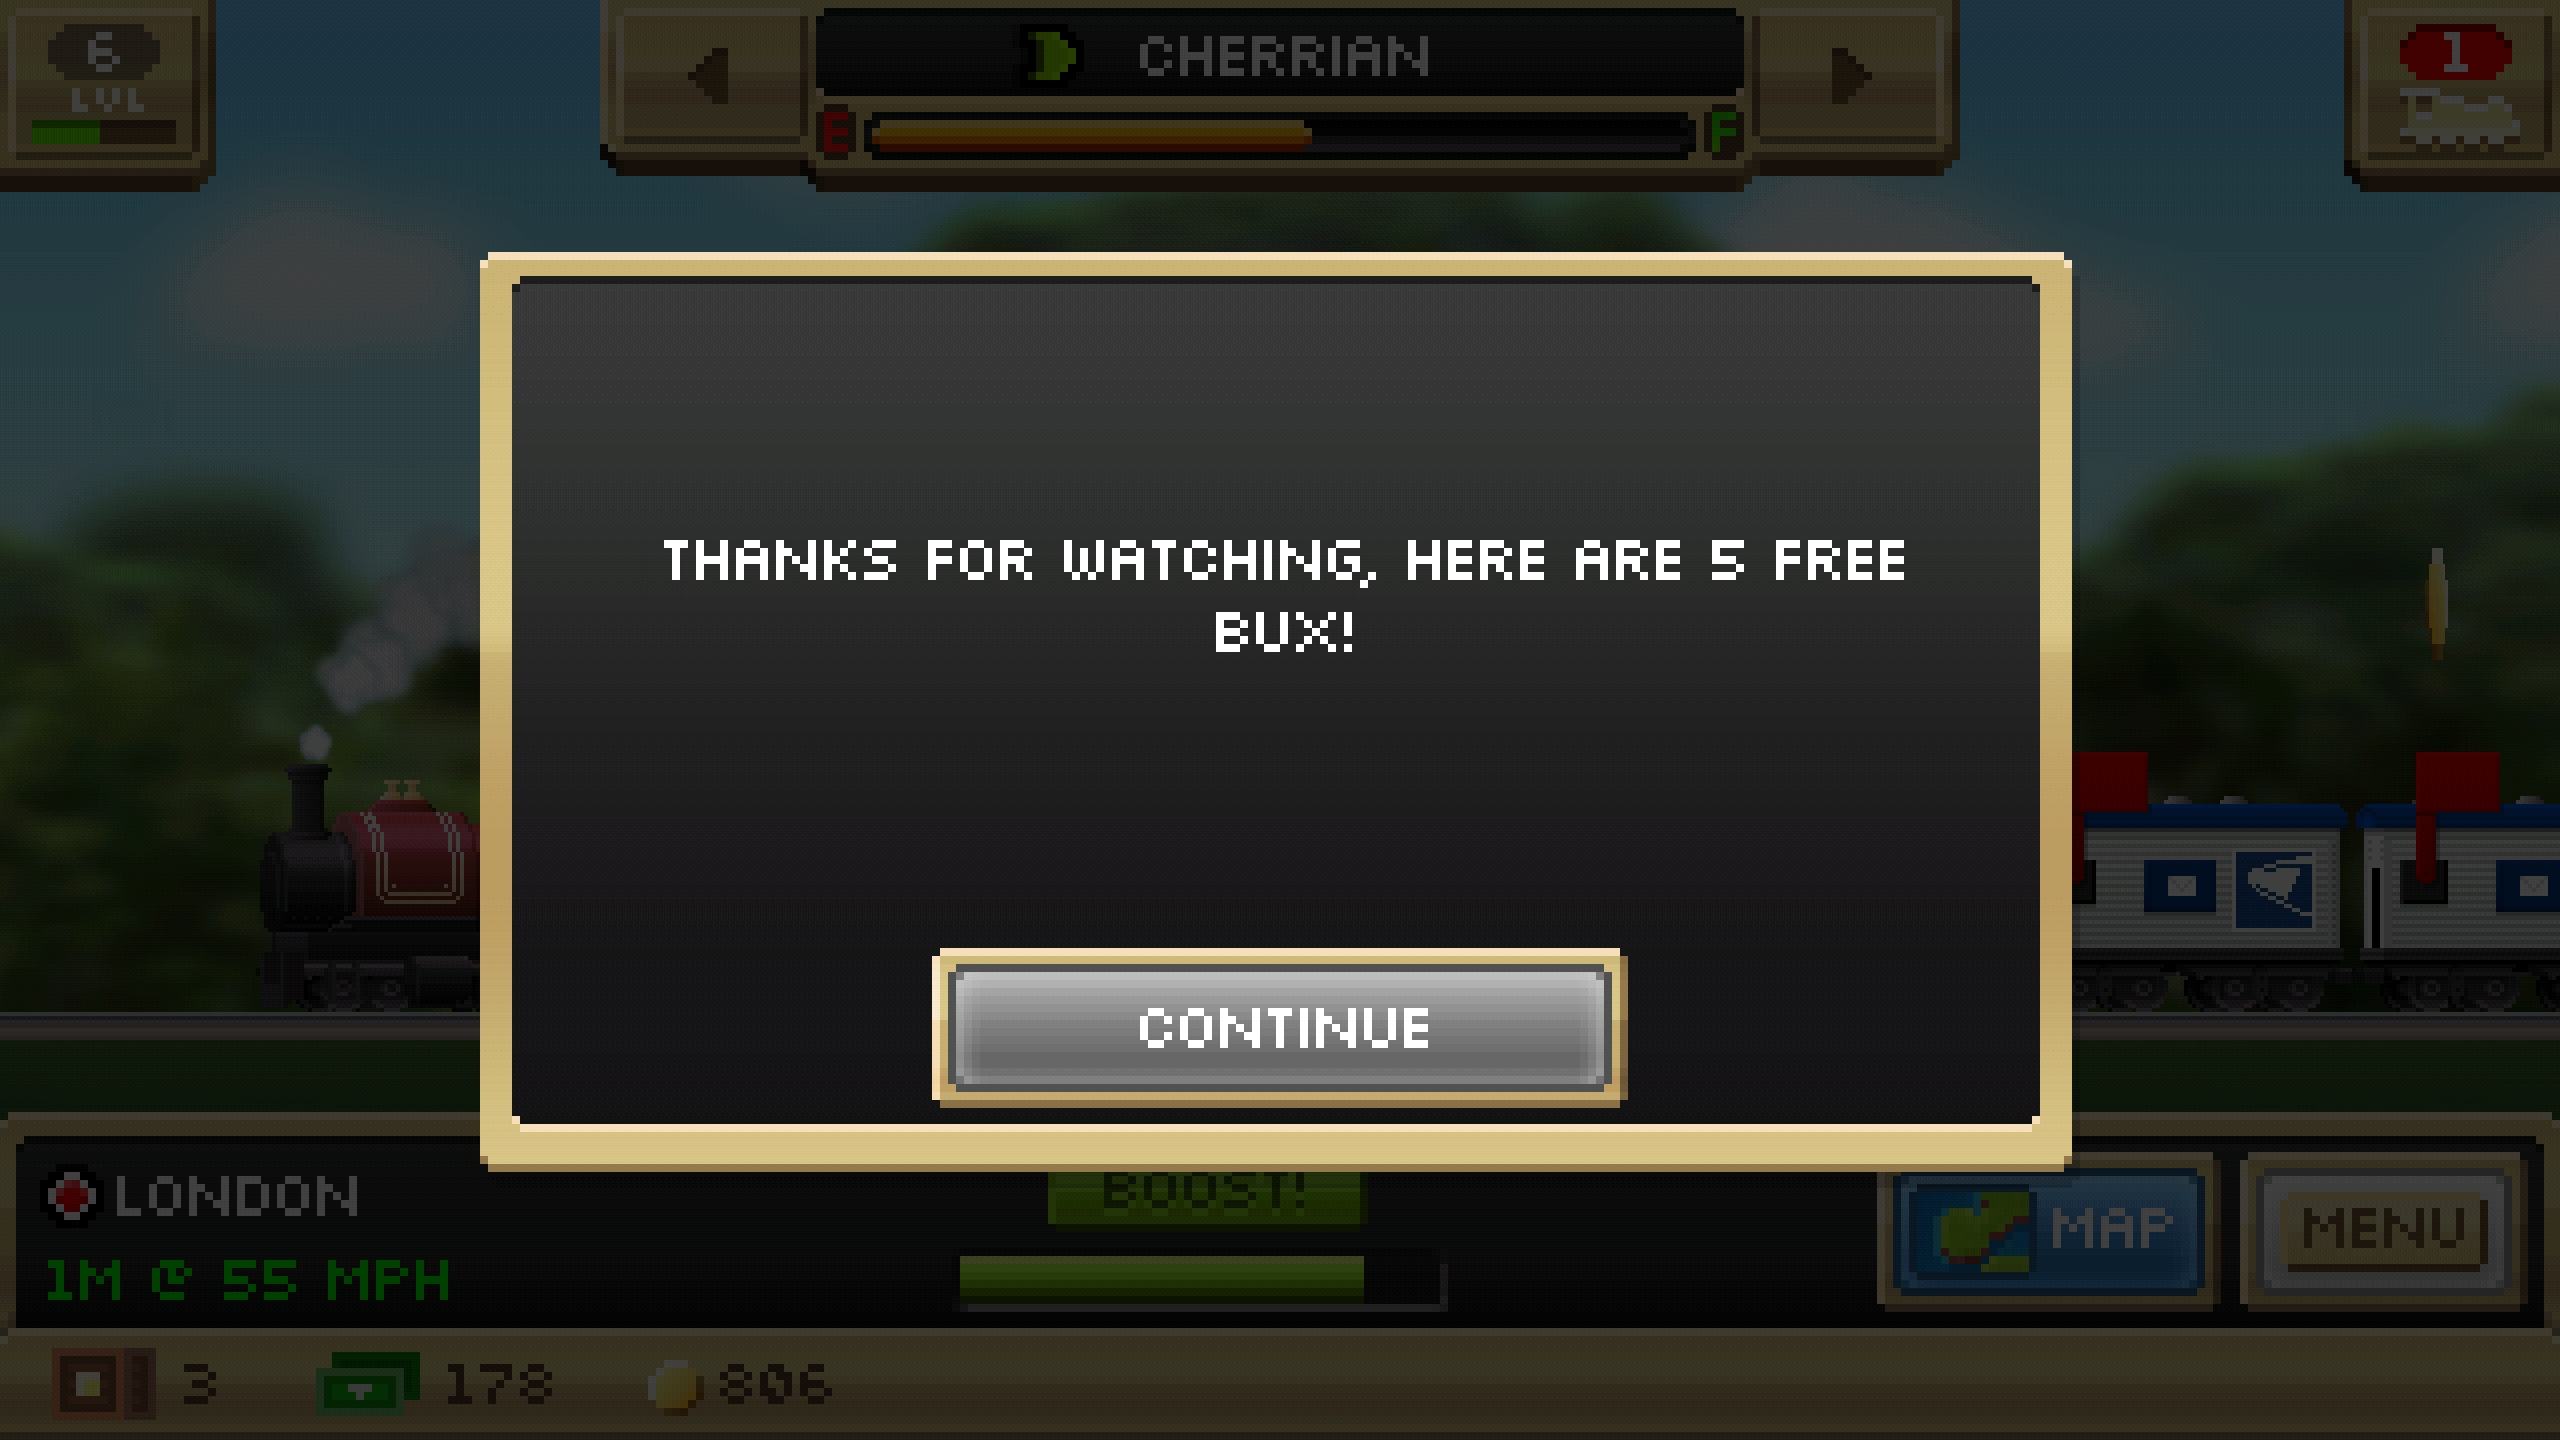 6
LVL
CHERRIAN
E F
1
THANKS FOR WATCHING, HERE ARE 5 FREE
BUX!
CONTINUE
LONDON
BOOST!
MAP
MENU
1M @ 55 MPH
3 178 806